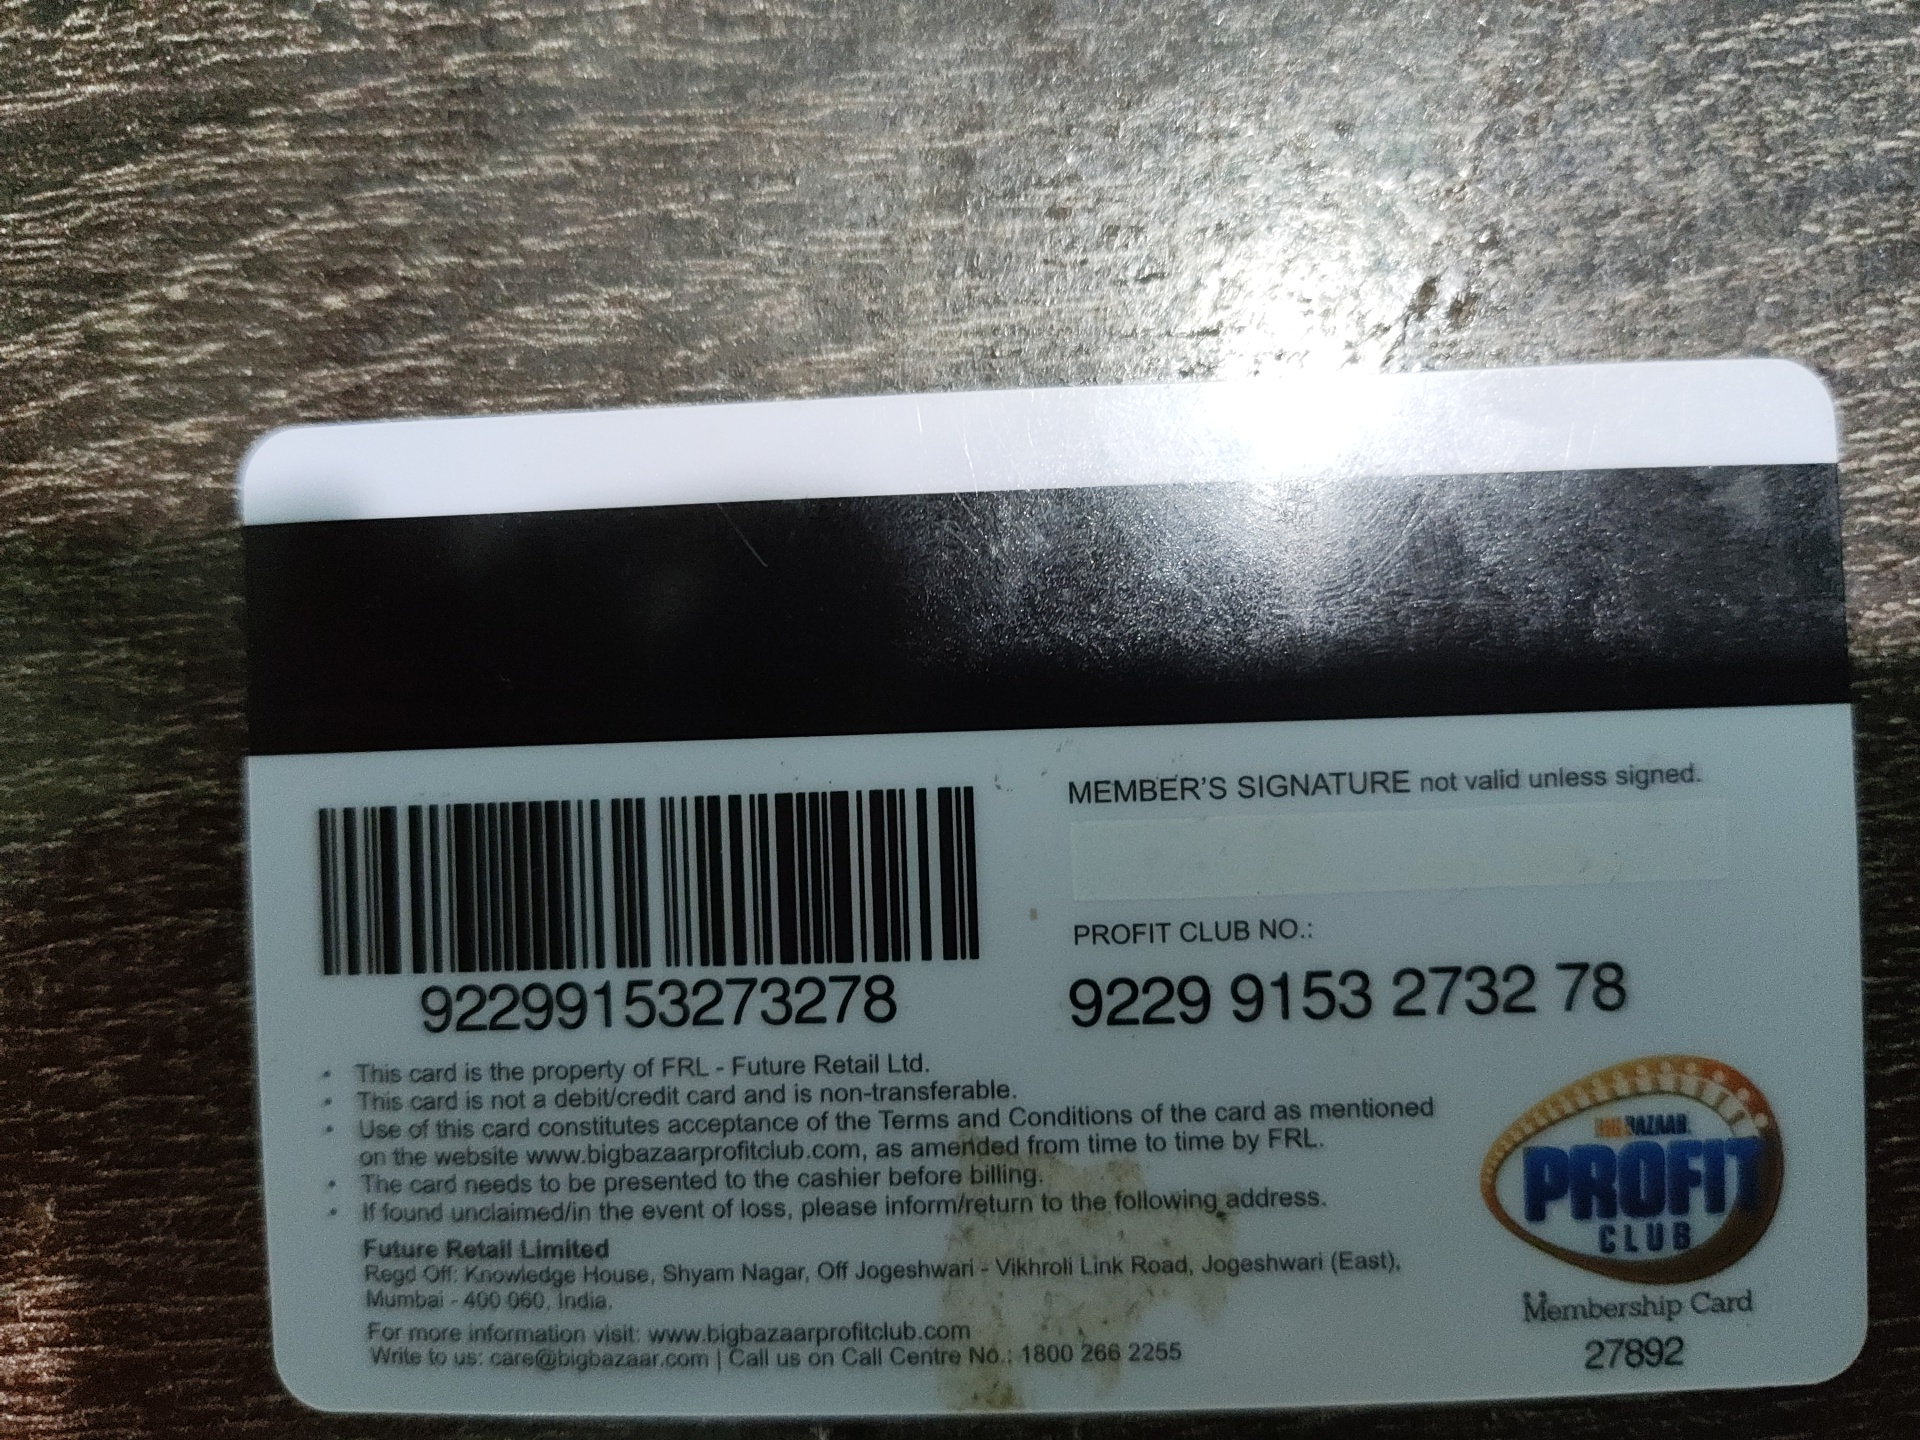 MEMBER'S SIGNATURE not valid unless signed.
PROFIT CLUB NO.:
92299153273278
9229 9153 2732 78
• This card is the property of FRL - Future Retail Ltd.
• This card is not a debit/credit card and is non-transferable.
• Use of this card constitutes acceptance of the Terms and Conditions of the card as mentioned
on the website www.bigbazaarprofitclub.com, as amended from time to time by FRL.
• The card needs to be presented to the cashier before billing.
• If found unclaimed/in the event of loss, please inform/return to the following address.
Future Retail Limited
Regd Off: Knowledge House, Shyam Nagar, Off Jogeshwari - Vikhroli Link Road, Jogeshwari (East),
Mumbai - 400 060, India.
For more information visit: www.bigbazaarprofitclub.com
Write to us: care@bigbazaar.com | Call us on Call Centre No.: 1800 266 2255
BIG BAZAAR
PROFIT
CLUB
Membership Card
27892